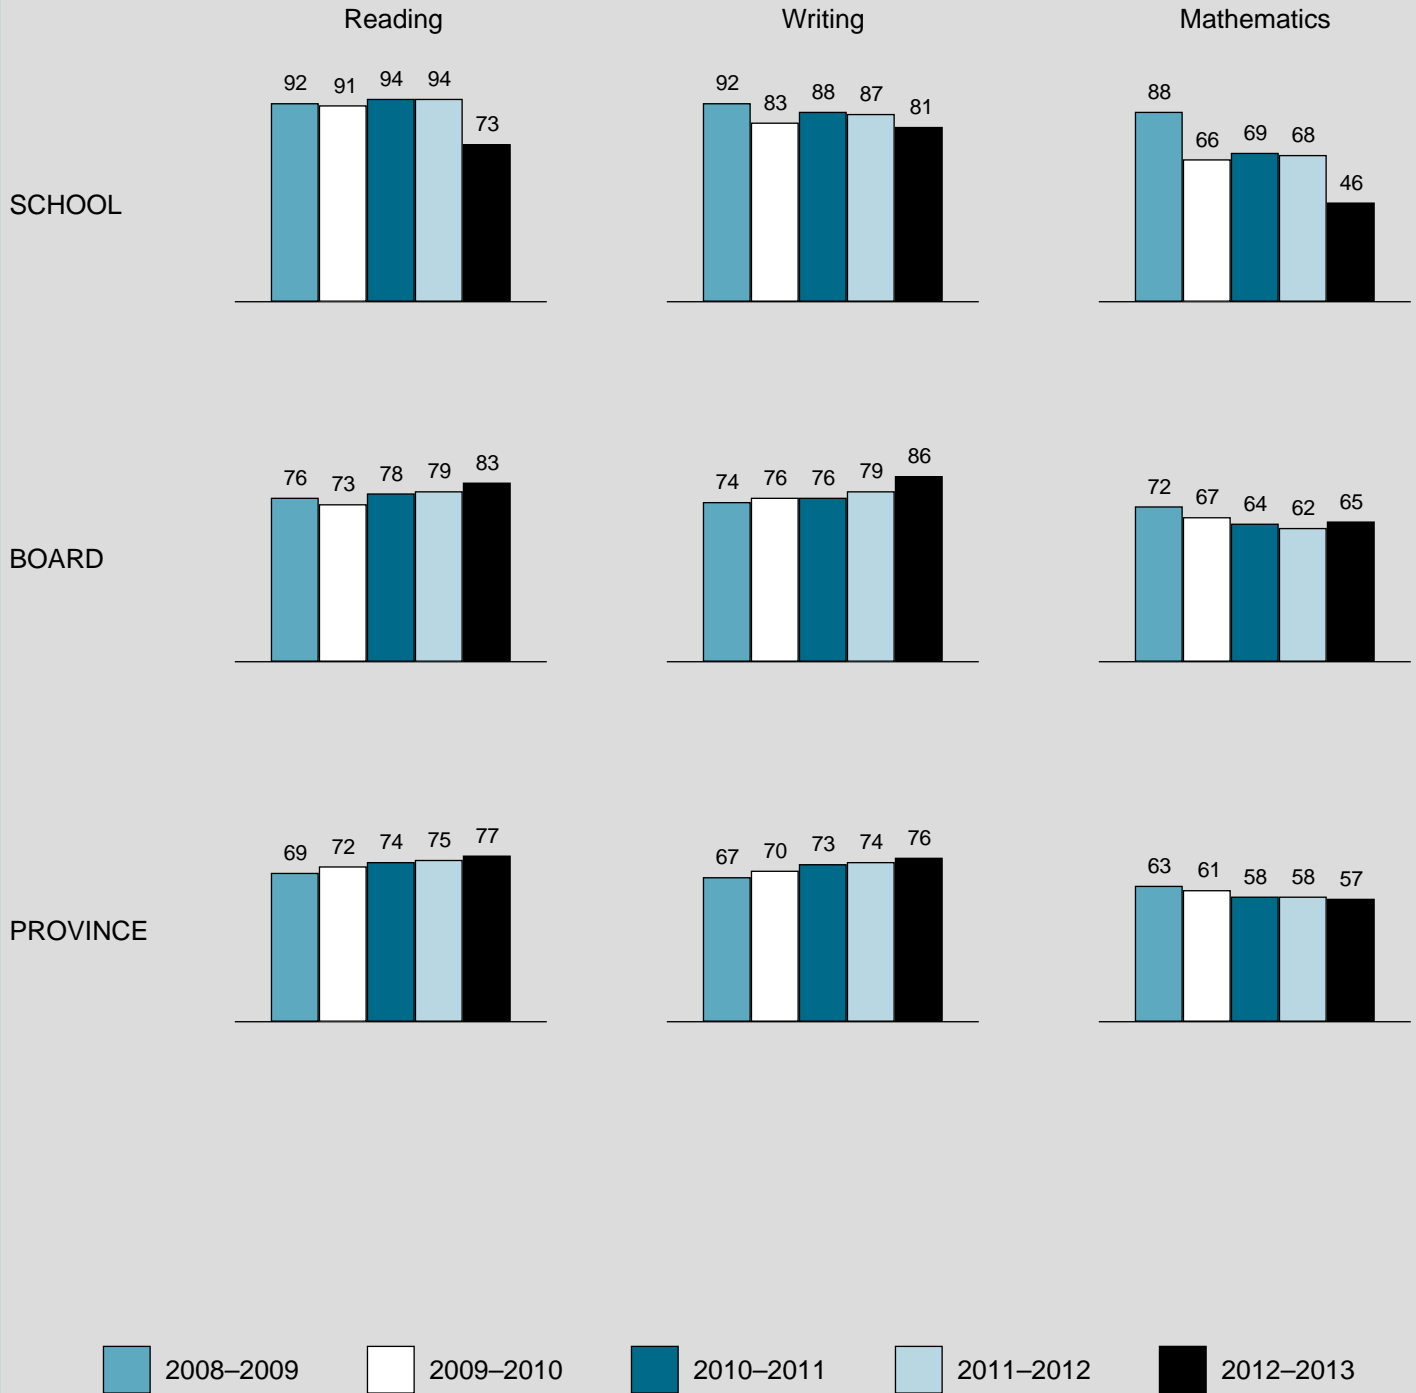 Reading Writing Mathematics
SCHOOL
92 91 94 94 73
92 83 88 87 81
88 66 69 68 46
BOARD
76 73 78 79 83
74 76 76 79 86
72 67 64 62 65
PROVINCE
69 72 74 75 77
67 70 73 74 76
63 61 58 58 57
2008–2009 2009–2010 2010–2011 2011–2012 2012–2013